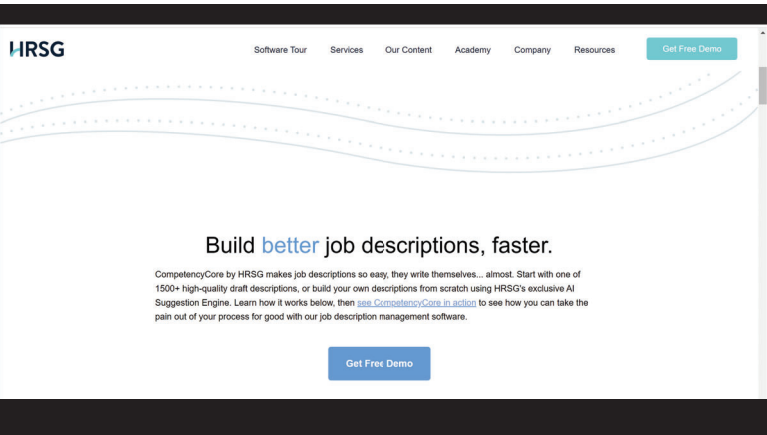 HRSG
Software Tour Services Our Content Academy Company Resources Get Free Demo
Build better job descriptions, faster.
CompetencyCore by HRSG makes job descriptions so easy, they write themselves... almost. Start with one of
1500+ high-quality draft descriptions, or build your own descriptions from scratch using HRSG's exclusive AI
Suggestion Engine. Learn how it works below, then see CompetencyCore in action to see how you can take the
pain out of your process for good with our job description management software.
Get Free Demo